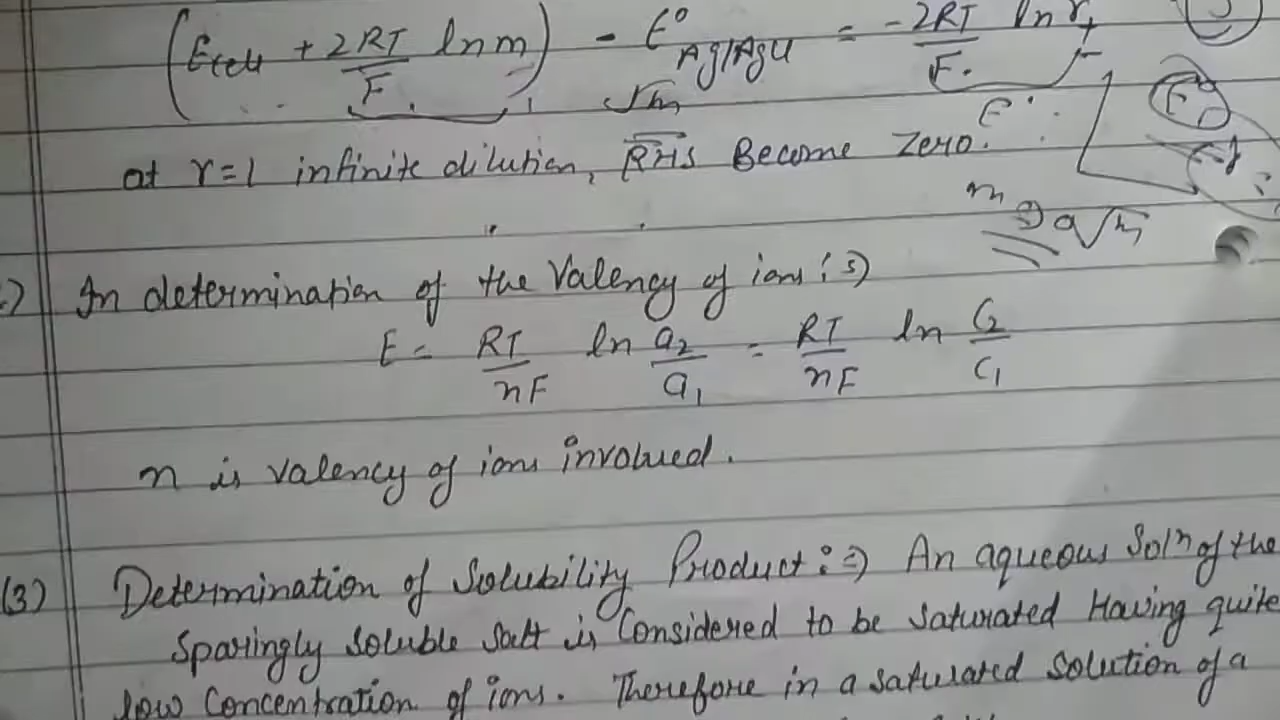 (Ecell + 2RT/F ln m) - E° Ag/AgCl = -2RT/F ln γ±
√m
at γ=1 infinite dilution, RHS Become Zero.
m → √m
2) In determination of the Valency of ions :⇒
E = RT/nF ln a2/a1 = RT/nF ln C2/C1
n is valency of ions involved.
(3) Determination of Solubility Product :⇒ An aqueous Solⁿ of the
Sparingly soluble salt is Considered to be saturated Having quite
low Concentration of ions. Therefore in a saturated solution of a